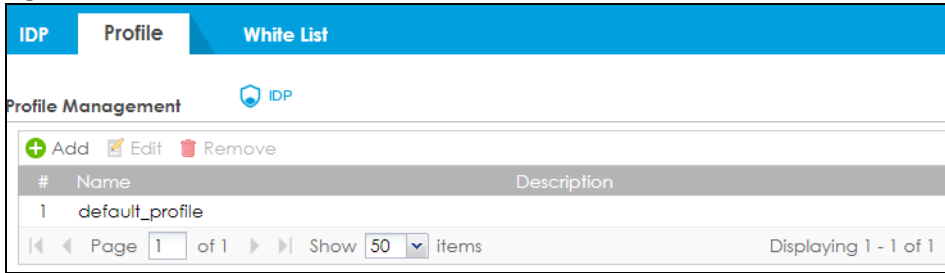 IDP Profile White List
Profile Management IDP
Add Edit Remove
# Name Description
1 default_profile
Page 1 of 1 Show 50 items Displaying 1 - 1 of 1